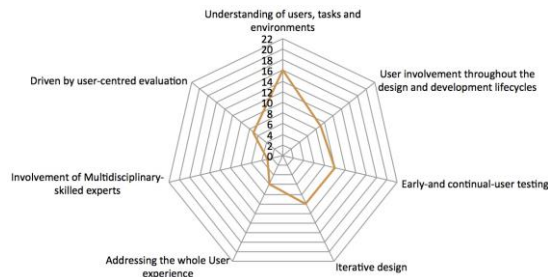 Understanding of users, tasks and
environments
22
20
18
16
14
12
10
8
6
4
2
0
Driven by user-centred evaluation
User involvement throughout the
design and development lifecycles
Involvement of Multidisciplinary-
skilled experts
Early-and continual-user testing
Addressing the whole User
experience
Iterative design